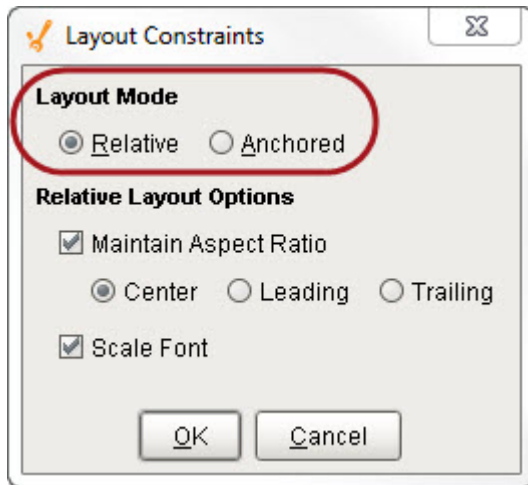 Layout Constraints
Layout Mode
Relative Anchored
Relative Layout Options
Maintain Aspect Ratio
Center Leading Trailing
Scale Font
OK Cancel